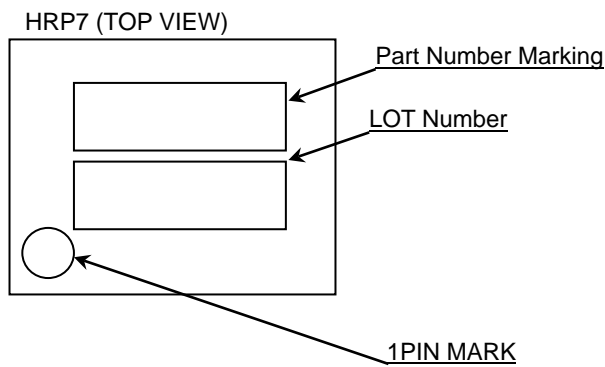 HRP7 (TOP VIEW)
Part Number Marking
LOT Number
1PIN MARK